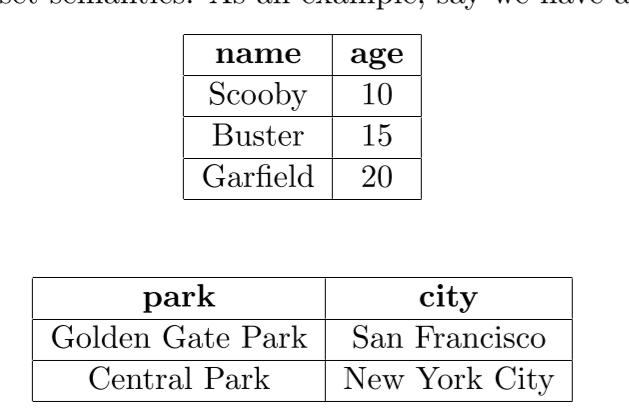 set semantics. As an example, say we have a
name age
Scooby 10
Buster 15
Garfield 20
park city
Golden Gate Park San Francisco
Central Park New York City